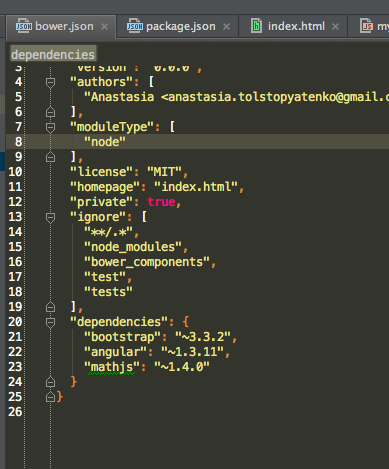 bower.json × package.json × index.html × my
dependencies
"version": "0.0.0",
4 "authors": [
5 "Anastasia <anastasia.tolstopyatenko@gmail.c
6 ],
7 "moduleType": [
8 "node"
9 ],
10 "license": "MIT",
11 "homepage": "index.html",
12 "private": true,
13 "ignore": [
14 "**/.*",
15 "node_modules",
16 "bower_components",
17 "test",
18 "tests"
19 ],
20 "dependencies": {
21 "bootstrap": "~3.3.2",
22 "angular": "~1.3.11",
23 "mathjs": "~1.4.0"
24 }
25 }
26